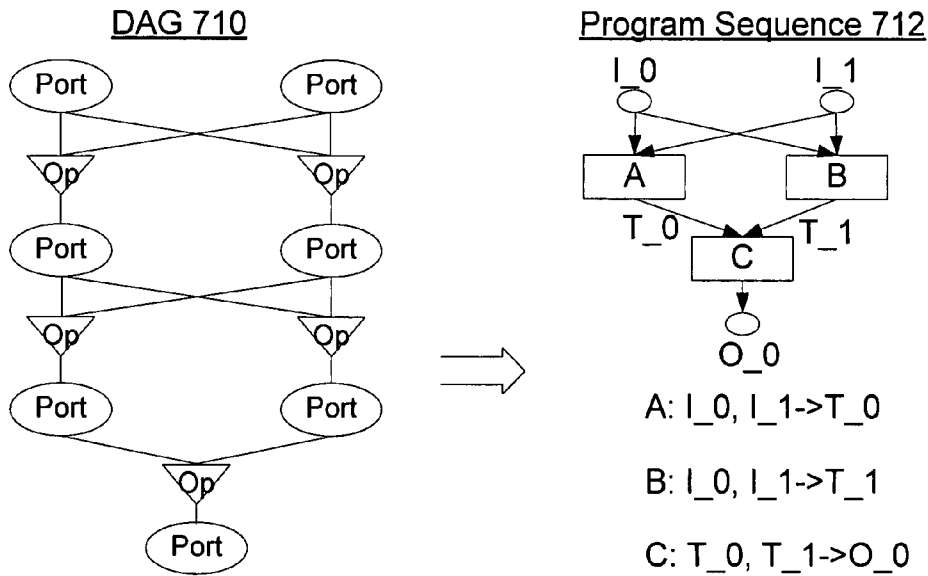 DAG 710
Port Port
Op Op
Port Port
Op Op
Port Port
Op
Port
Program Sequence 712
I_0 I_1
A B
T_0 T_1
C
O_0
A: I_0, I_1->T_0
B: I_0, I_1->T_1
C: T_0, T_1->O_0